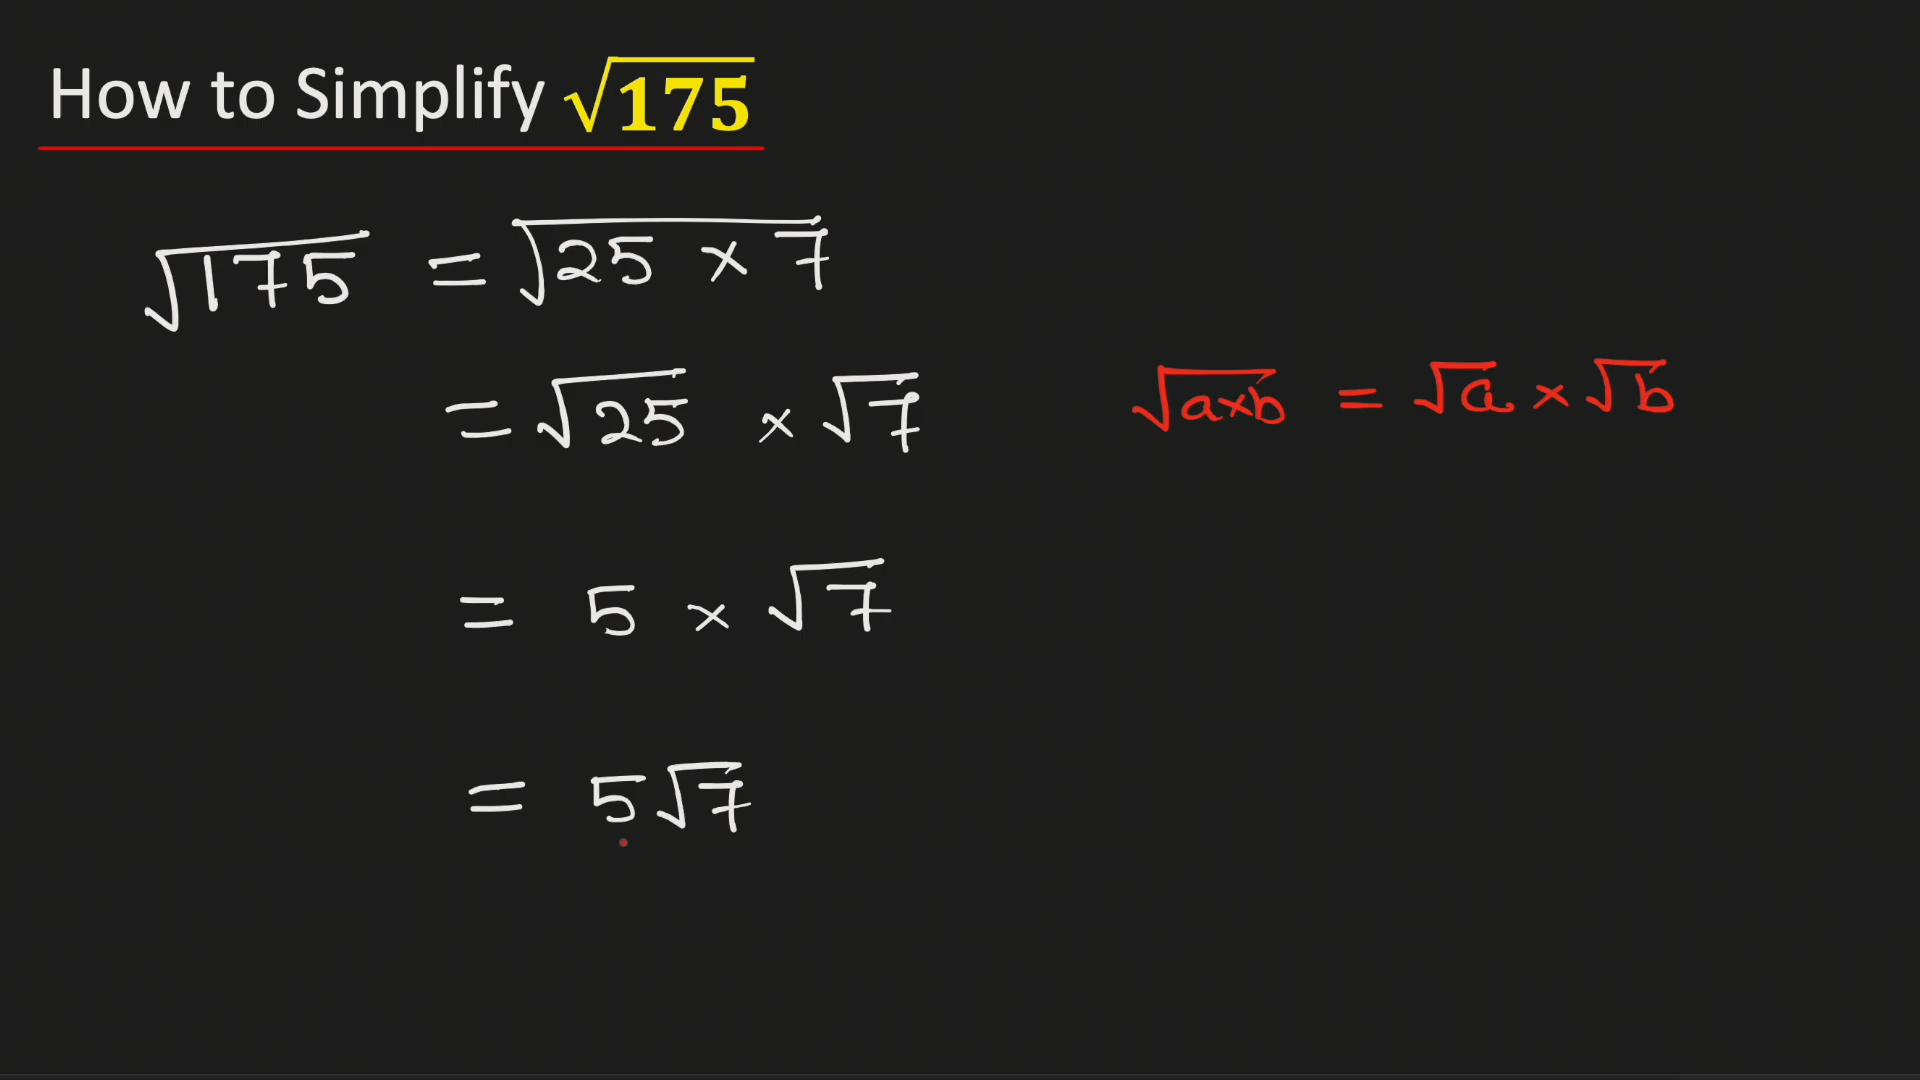 How to Simplify √175
√175 = √25 × 7
= √25 × √7
√a×b = √a × √b
= 5 × √7
= 5√7